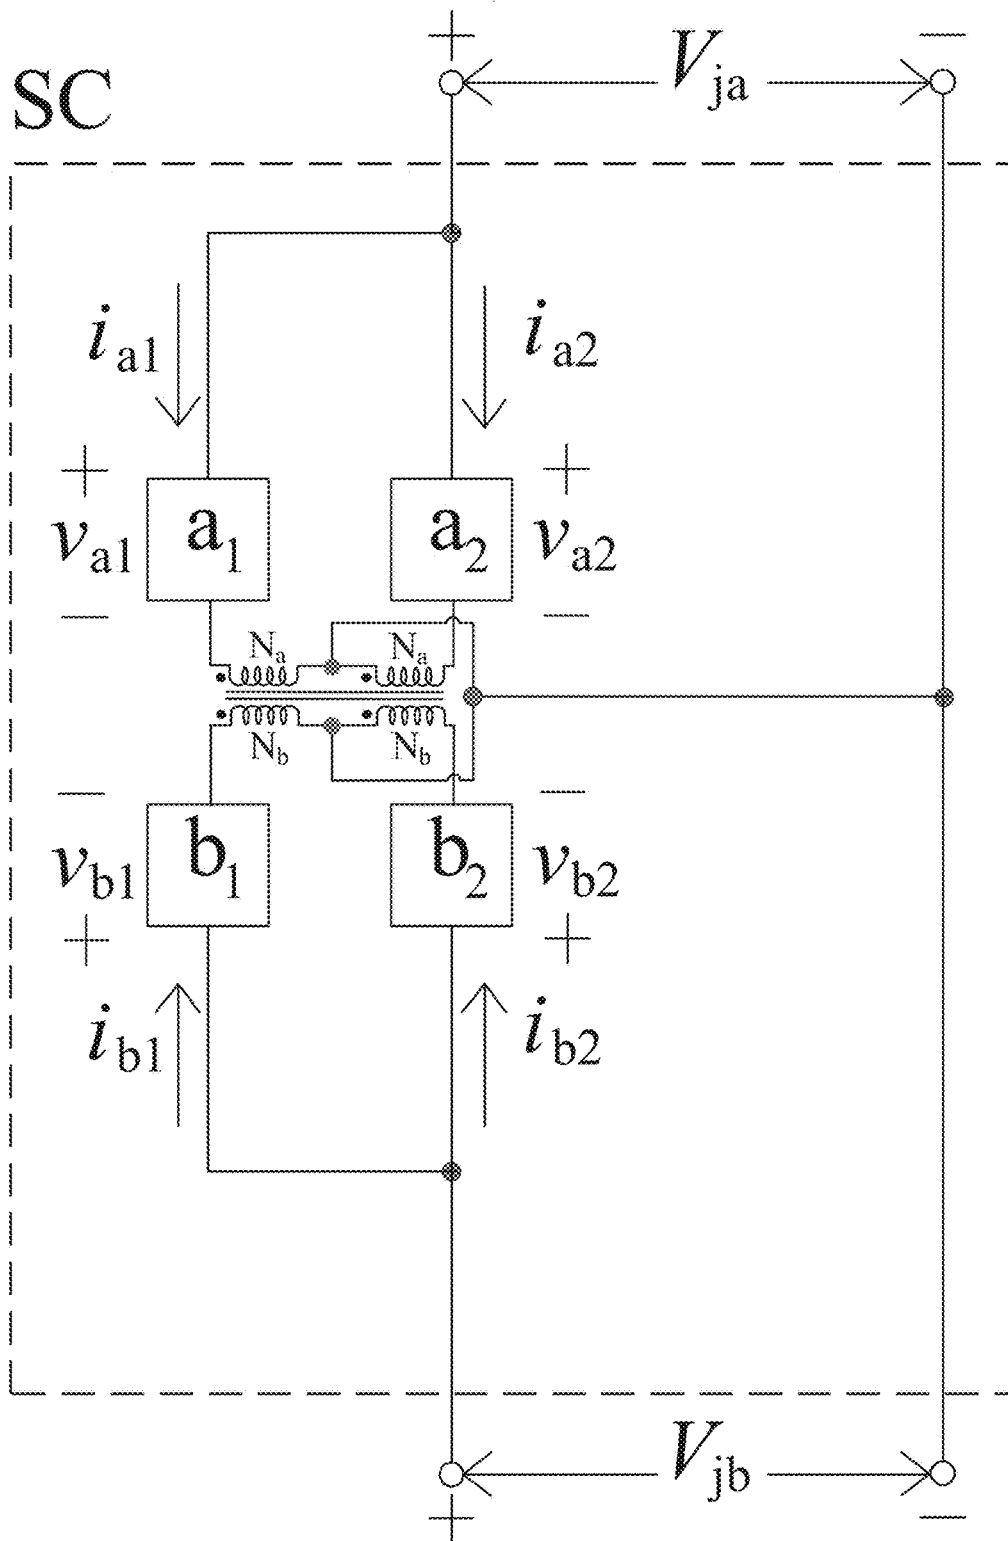 + −
V_ja
SC
i_a1 i_a2
+ +
v_a1 a_1 a_2 v_a2
− −
N_a N_a
N_b N_b
− −
v_b1 b_1 b_2 v_b2
+ +
i_b1 i_b2
V_jb
+ −